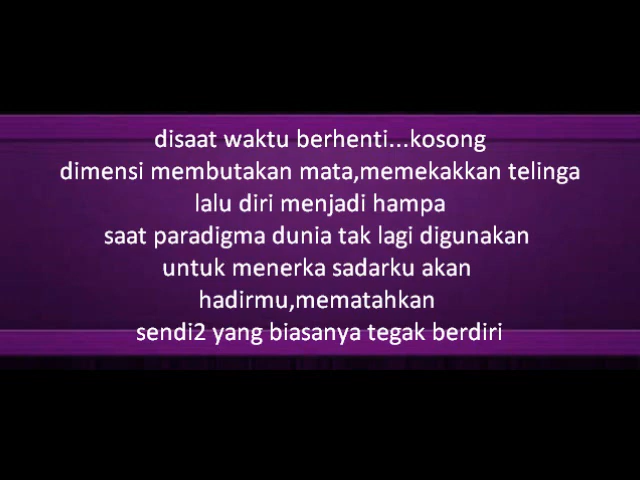 disaat waktu berhenti...kosong
dimensi membutakan mata,memekakkan telinga
lalu diri menjadi hampa
saat paradigma dunia tak lagi digunakan
untuk menerka sadarku akan
hadirmu,mematahkan
sendi2 yang biasanya tegak berdiri